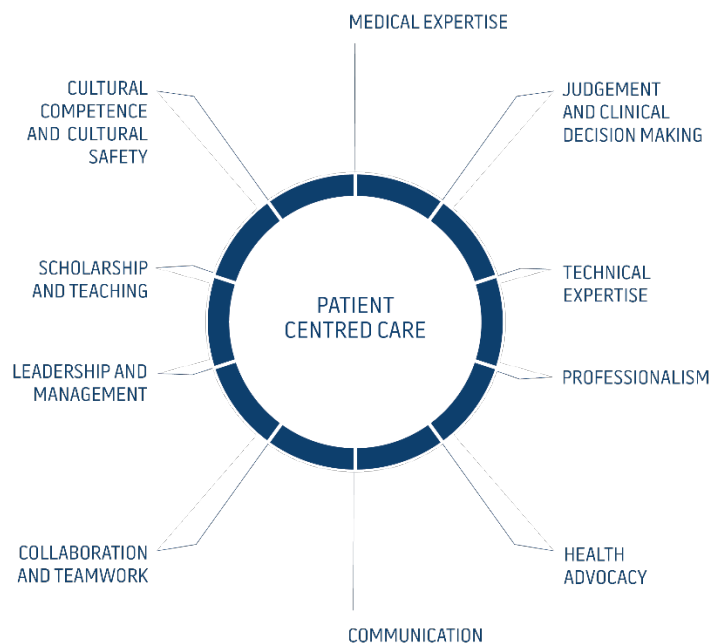 MEDICAL EXPERTISE
JUDGEMENT
AND CLINICAL
DECISION MAKING
TECHNICAL
EXPERTISE
PROFESSIONALISM
HEALTH
ADVOCACY
COMMUNICATION
COLLABORATION
AND TEAMWORK
LEADERSHIP AND
MANAGEMENT
SCHOLARSHIP
AND TEACHING
CULTURAL
COMPETENCE
AND CULTURAL
SAFETY
PATIENT
CENTRED CARE